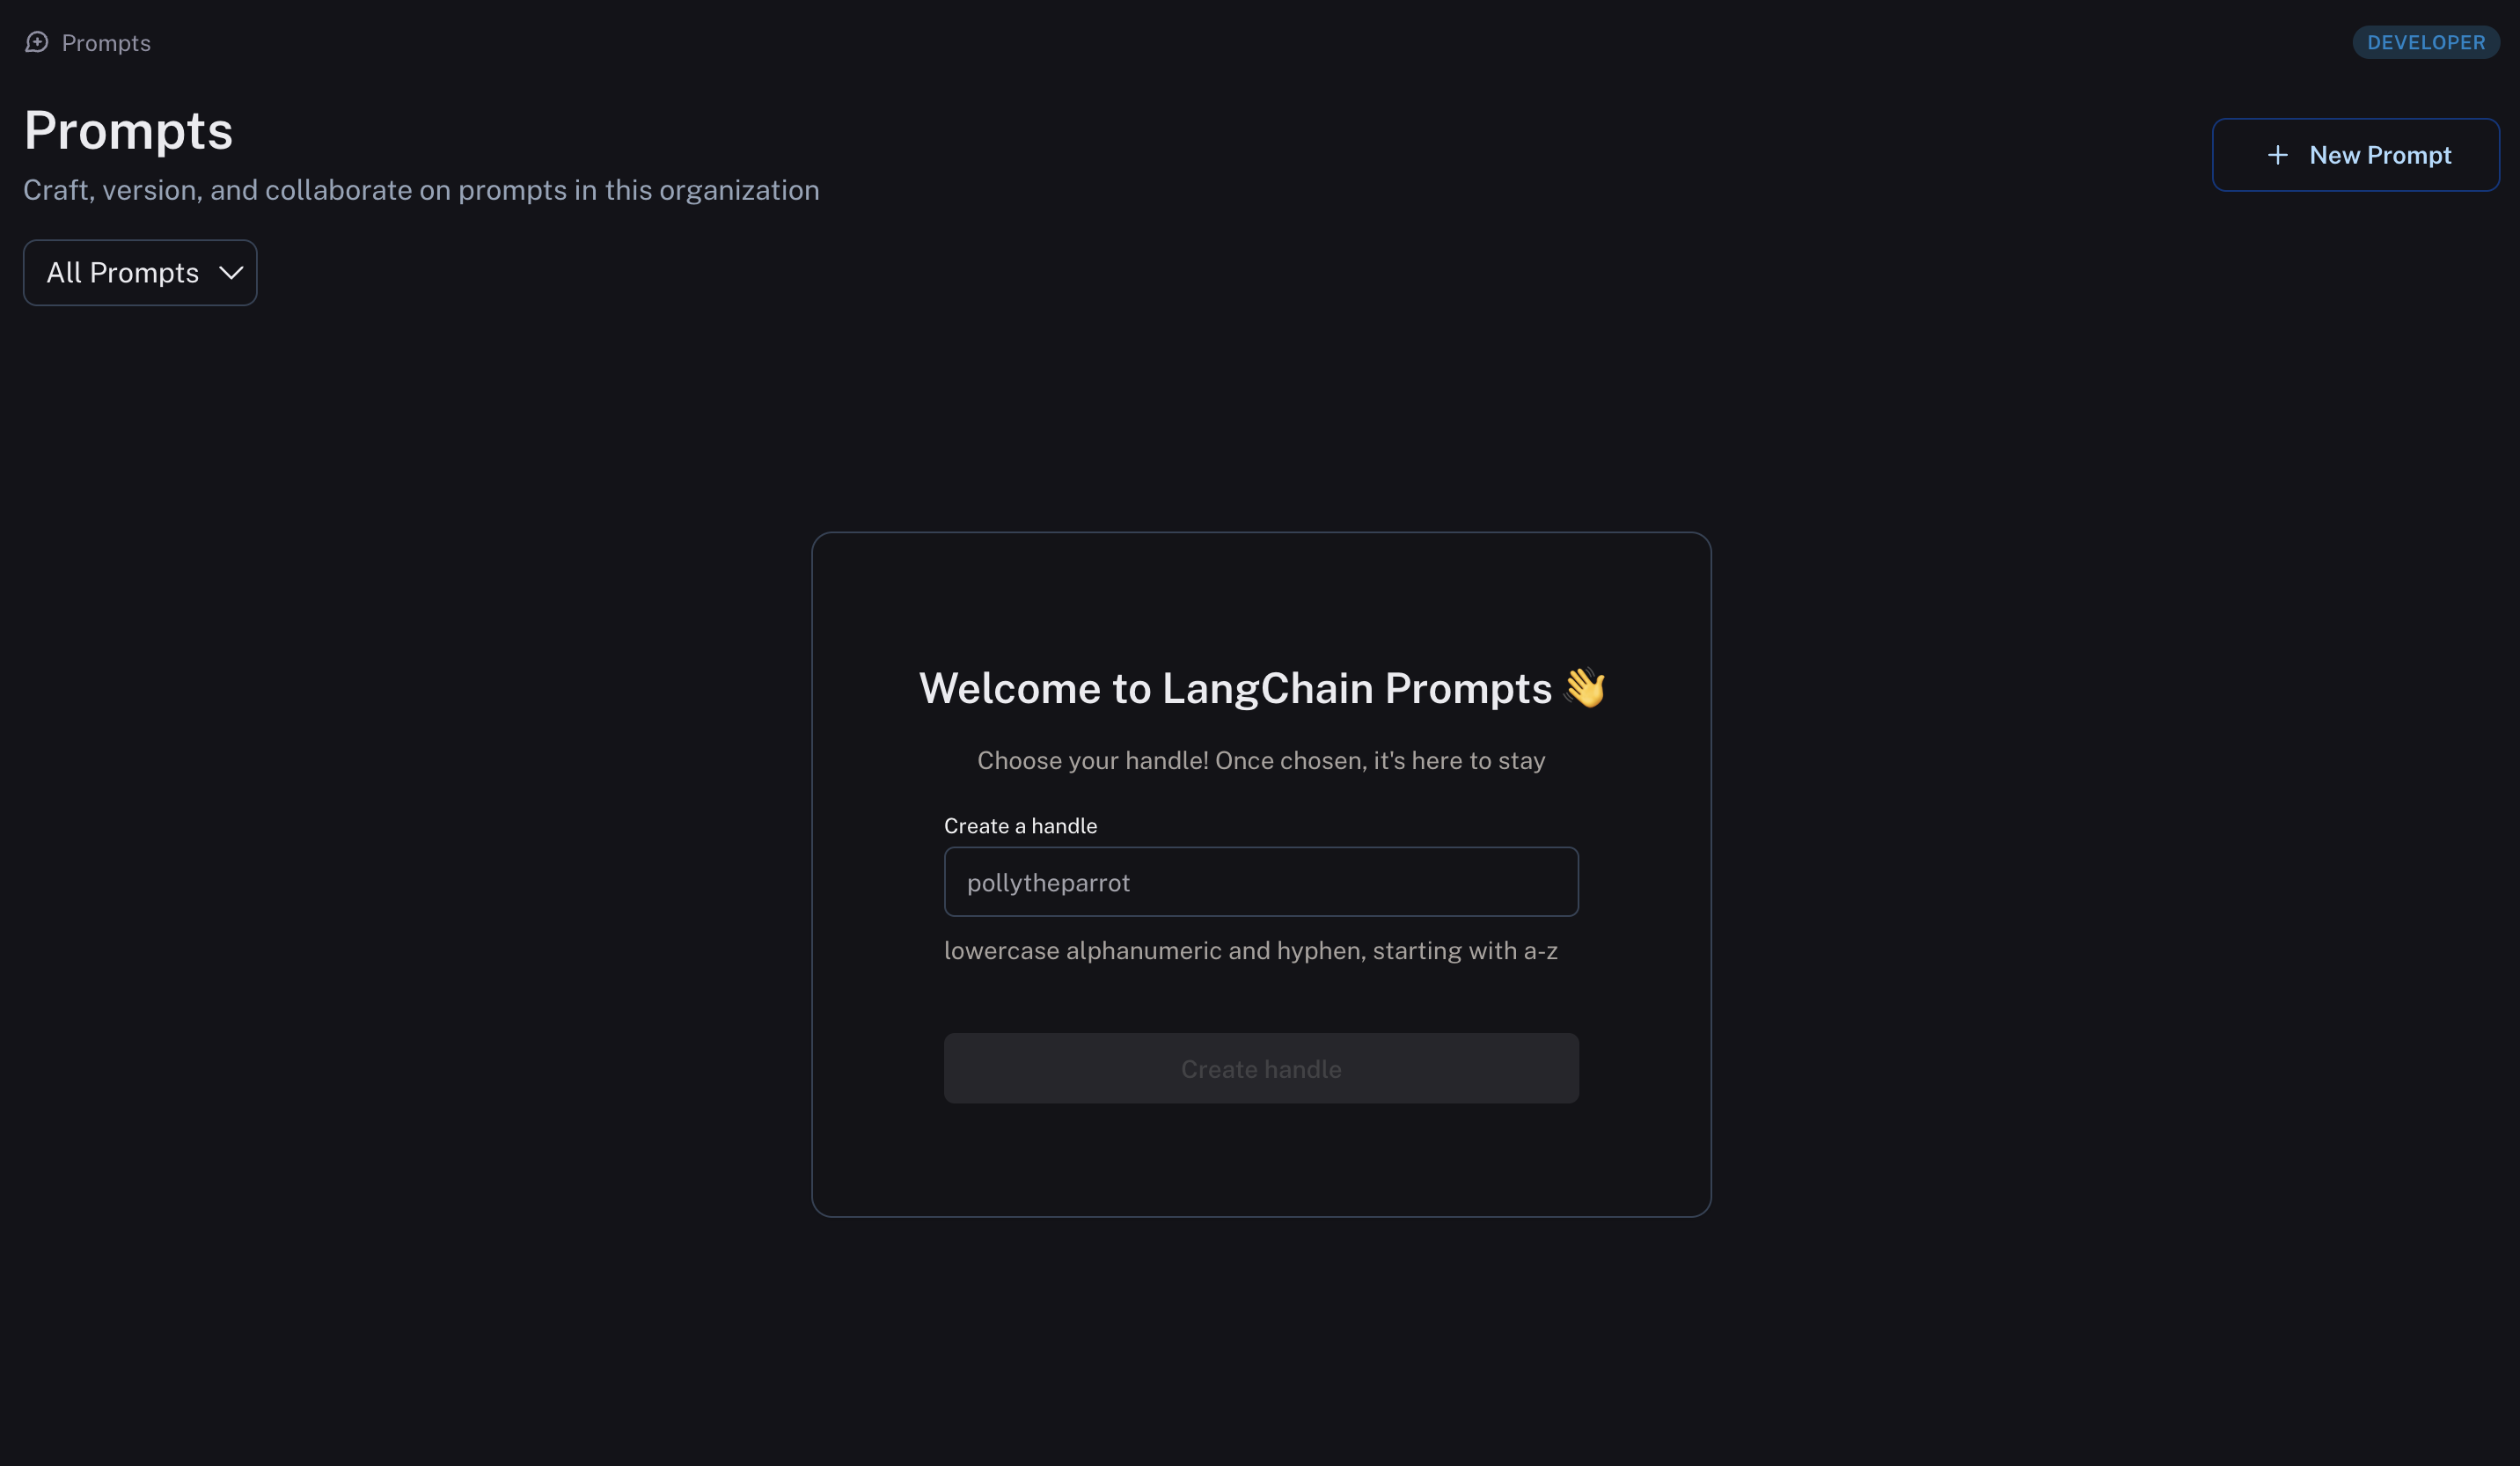 Prompts
DEVELOPER
Prompts
New Prompt
Craft, version, and collaborate on prompts in this organization
All Prompts
Welcome to LangChain Prompts 👋
Choose your handle! Once chosen, it's here to stay
Create a handle
pollytheparrot
lowercase alphanumeric and hyphen, starting with a-z
Create handle